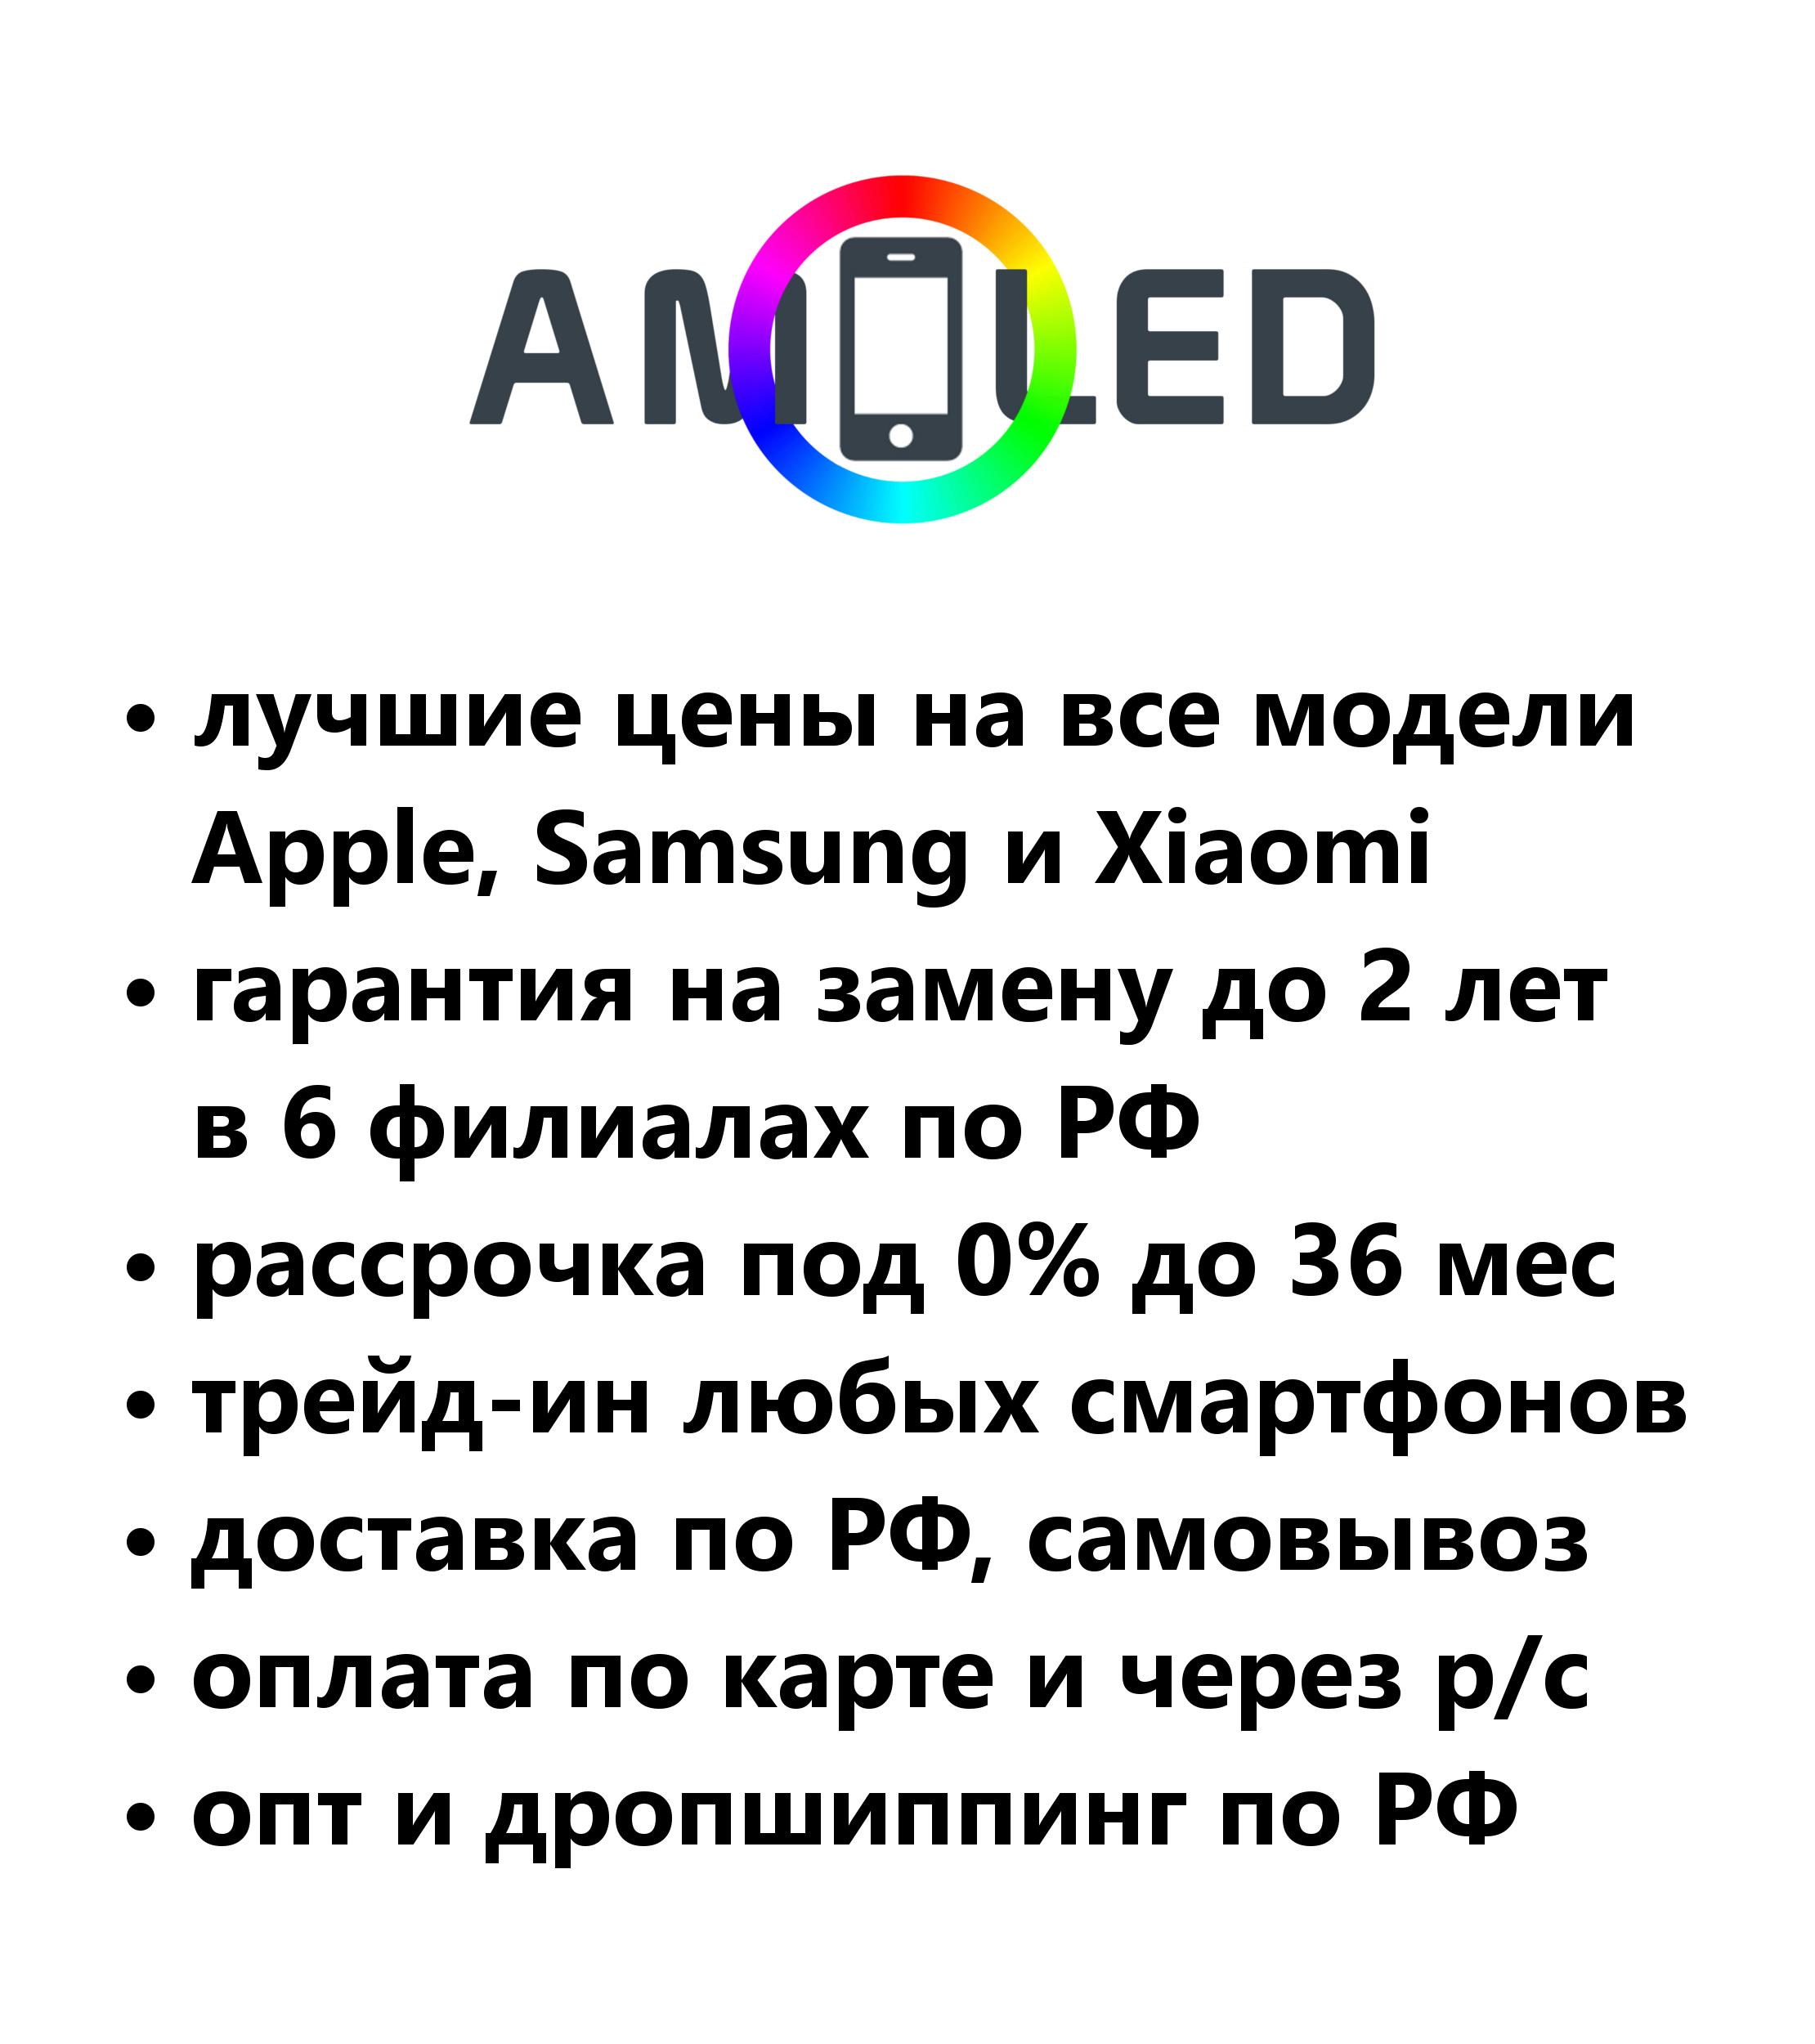 AMOLED
• лучшие цены на все модели
Apple, Samsung и Xiaomi
• гарантия на замену до 2 лет
в 6 филиалах по РФ
• рассрочка под 0% до 36 мес
• трейд-ин любых смартфонов
• доставка по РФ, самовывоз
• оплата по карте и через р/с
• опт и дропшиппинг по РФ